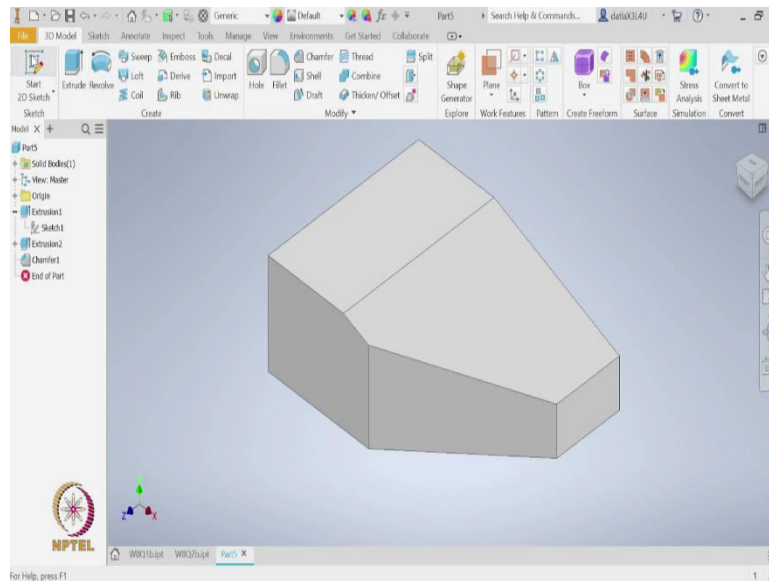 Generic Default Part5 Search Help & Commands... datlaX3L4U
File 3D Model Sketch Annotate Inspect Tools Manage View Environments Get Started Collaborate
Start
2D Sketch
Extrude Revolve
Sweep Emboss Decal
Loft Derive Import
Coil Rib Unwrap
Hole Fillet
Chamfer Thread Split
Shell Combine
Draft Thicken/ Offset
Shape
Generator
Plane
Box
Stress
Analysis
Convert to
Sheet Metal
Sketch Create Modify Explore Work Features Pattern Create Freeform Surface Simulation Convert
Model X +
Part5
Solid Bodies(1)
View: Master
Origin
Extrusion1
Sketch1
Extrusion2
Chamfer1
End of Part
Z X
NPTEL
Part5 X
For Help, press F1
1